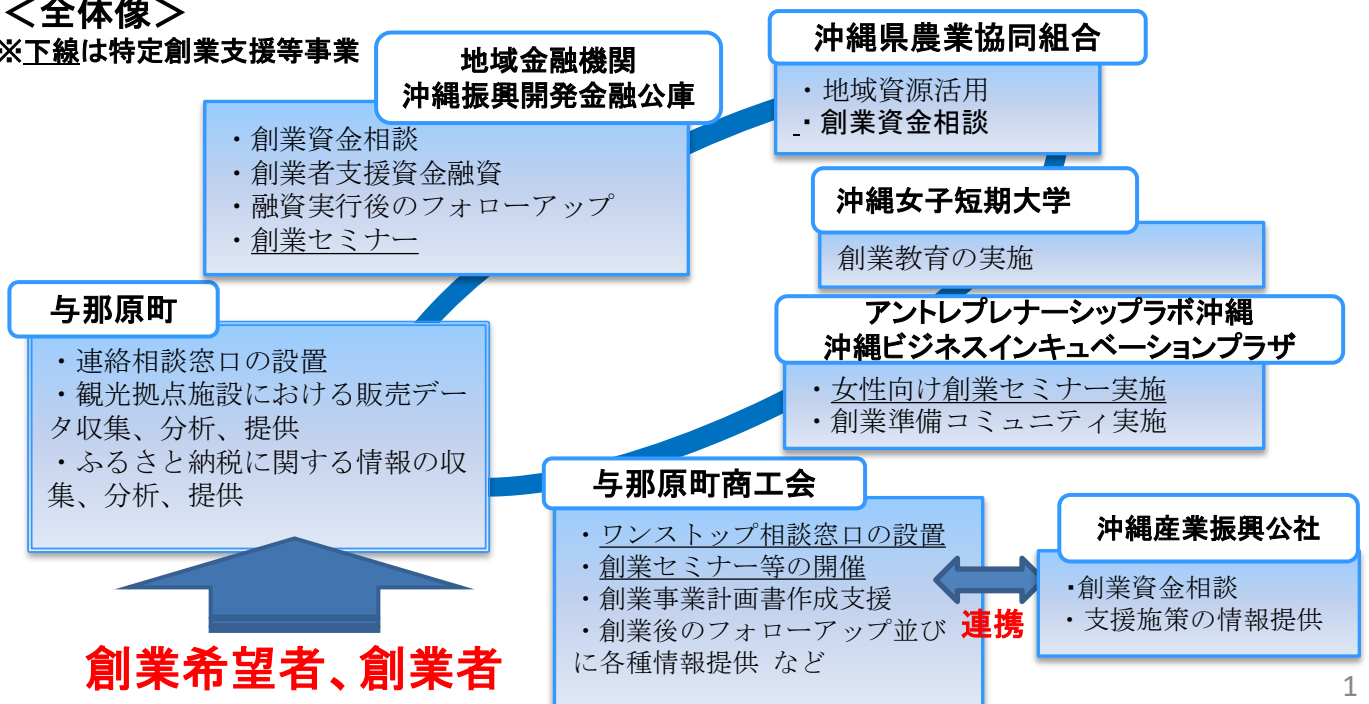 ＜全体像＞
※下線は特定創業支援等事業
地域金融機関
沖縄振興開発金融公庫
・創業資金相談
・創業者支援資金融資
・融資実行後のフォローアップ
・創業セミナー
沖縄県農業協同組合
・地域資源活用
・創業資金相談
沖縄女子短期大学
創業教育の実施
アントレプレナーシップラボ沖縄
沖縄ビジネスインキュベーションプラザ
・女性向け創業セミナー実施
・創業準備コミュニティ実施
与那原町
・連絡相談窓口の設置
・観光拠点施設における販売デー
タ収集、分析、提供
・ふるさと納税に関する情報の収
集、分析、提供
与那原町商工会
・ワンストップ相談窓口の設置
・創業セミナー等の開催
・創業事業計画書作成支援
・創業後のフォローアップ並び
に各種情報提供 など
連携
沖縄産業振興公社
・創業資金相談
・支援施策の情報提供
創業希望者、創業者
1